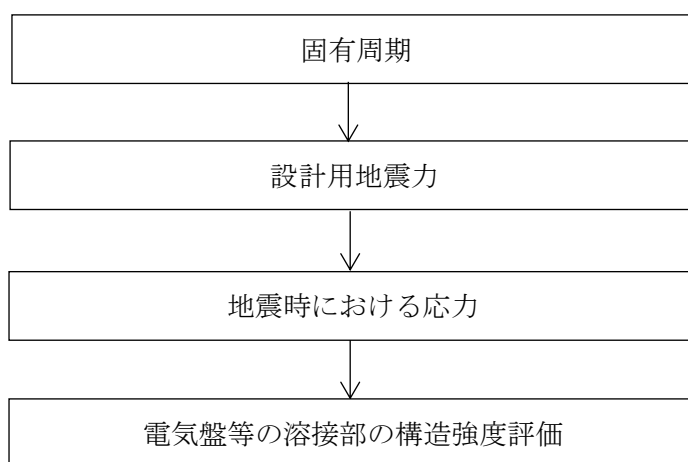 固有周期
設計用地震力
地震時における応力
電気盤等の溶接部の構造強度評価